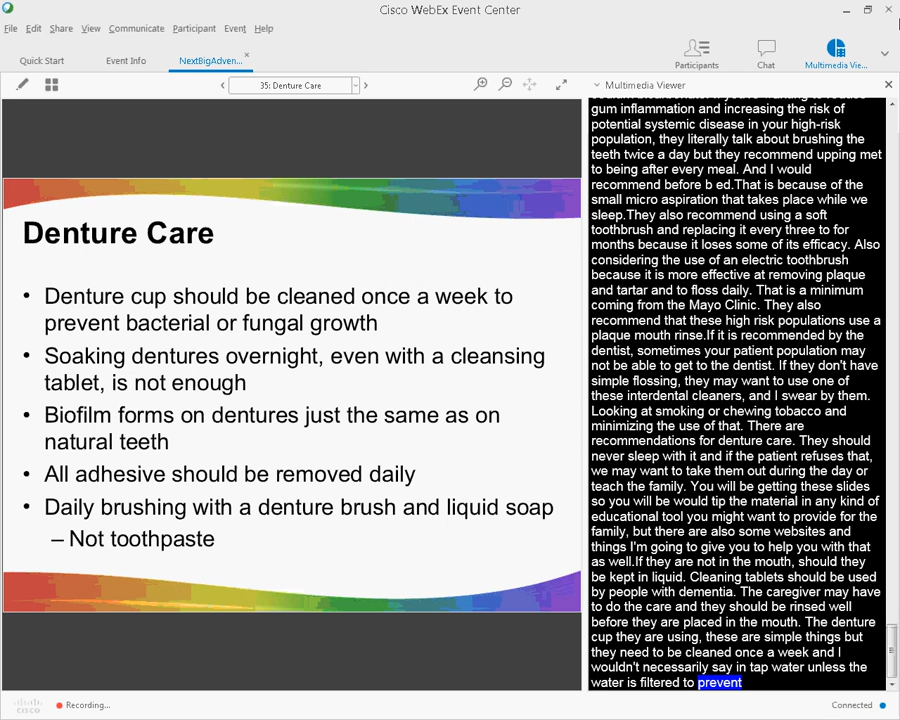 Cisco WebEx Event Center
File Edit Share View Communicate Participant Event Help
Quick Start
Event Info
NextBigAdven...
Participants
Chat
Multimedia Vie...
35: Denture Care
Multimedia Viewer
Denture Care
• Denture cup should be cleaned once a week to
prevent bacterial or fungal growth
• Soaking dentures overnight, even with a cleansing
tablet, is not enough
• Biofilm forms on dentures just the same as on
natural teeth
• All adhesive should be removed daily
• Daily brushing with a denture brush and liquid soap
– Not toothpaste
gum inflammation and increasing the risk of
potential systemic disease in your high-risk
population, they literally talk about brushing the
teeth twice a day but they recommend upping met
to being after every meal. And I would
recommend before b ed.That is because of the
small micro aspiration that takes place while we
sleep.They also recommend using a soft
toothbrush and replacing it every three to for
months because it loses some of its efficacy. Also
considering the use of an electric toothbrush
because it is more effective at removing plaque
and tartar and to floss daily. That is a minimum
coming from the Mayo Clinic. They also
recommend that these high risk populations use a
plaque mouth rinse.If it is recommended by the
dentist, sometimes your patient population may
not be able to get to the dentist. If they don't have
simple flossing, they may want to use one of
these interdental cleaners, and I swear by them.
Looking at smoking or chewing tobacco and
minimizing the use of that. There are
recommendations for denture care. They should
never sleep with it and if the patient refuses that,
we may want to take them out during the day or
teach the family. You will be getting these slides
so you will be would tip the material in any kind of
educational tool you might want to provide for the
family, but there are also some websites and
things I'm going to give you to help you with that
as well.If they are not in the mouth, should they
be kept in liquid. Cleaning tablets should be used
by people with dementia. The caregiver may have
to do the care and they should be rinsed well
before they are placed in the mouth. The denture
cup they are using, these are simple things but
they need to be cleaned once a week and I
wouldn't necessarily say in tap water unless the
water is filtered to prevent
cisco
Recording...
Connected